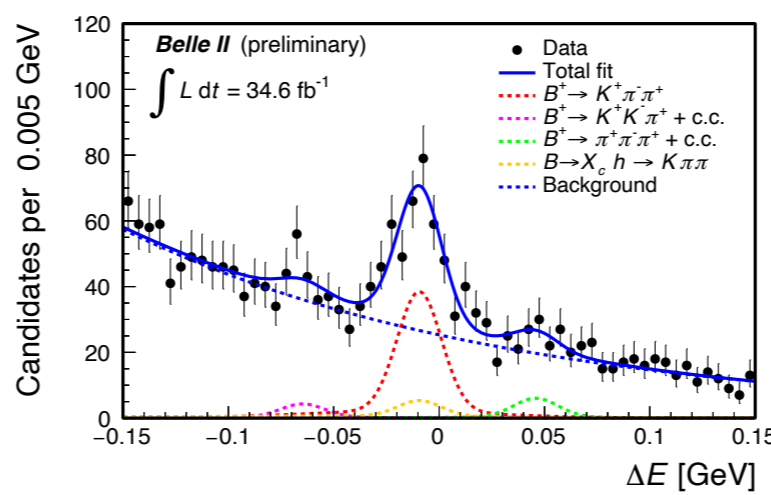 Candidates per 0.005 GeV
120
100
80
60
40
20
0
Belle II (preliminary)
∫ L dt = 34.6 fb⁻¹
Data
Total fit
B⁺→ K⁺π⁻π⁺
B⁺→ K⁺K⁻π⁺ + c.c.
B⁺→ π⁺π⁻π⁺ + c.c.
B→X_c h → Kππ
Background
−0.15 −0.1 −0.05 0 0.05 0.1 0.15
ΔE [GeV]